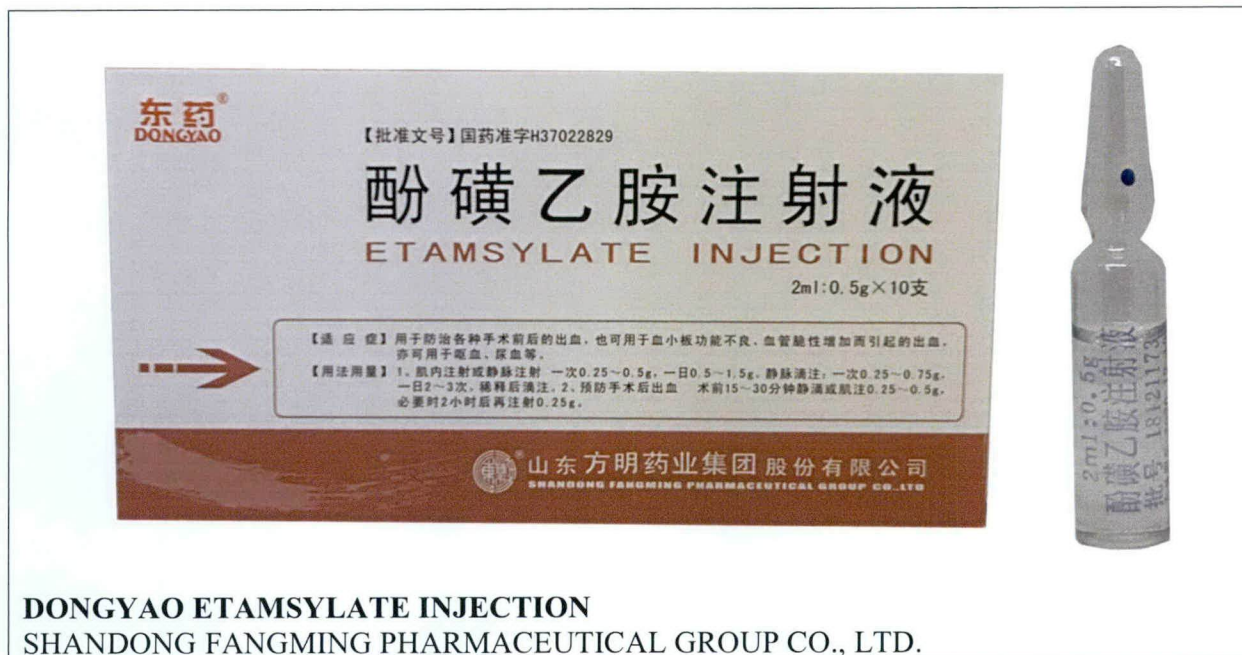 东药®
DONGYAO
【批准文号】国药准字H37022829
酚磺乙胺注射液
ETAMSYLATE INJECTION
2ml:0.5g×10支
【适应症】用于防治各种手术前后的出血，也可用于血小板功能不良、血管脆性增加而引起的出血，
亦可用于呕血、尿血等。
【用法用量】1、肌内注射或静脉注射 一次0.25~0.5g，一日0.5~1.5g。静脉滴注：一次0.25~0.75g，
一日2~3次，稀释后滴注。2、预防手术后出血 术前15~30分钟静滴或肌注0.25~0.5g，
必要时2小时后再注射0.25g。
山东方明药业集团股份有限公司
SHANDONG FANGMING PHARMACEUTICAL GROUP CO.,LTD
2ml:0.5g
酚磺乙胺注射液
批号 18121173
DONGYAO ETAMSYLATE INJECTION
SHANDONG FANGMING PHARMACEUTICAL GROUP CO., LTD.